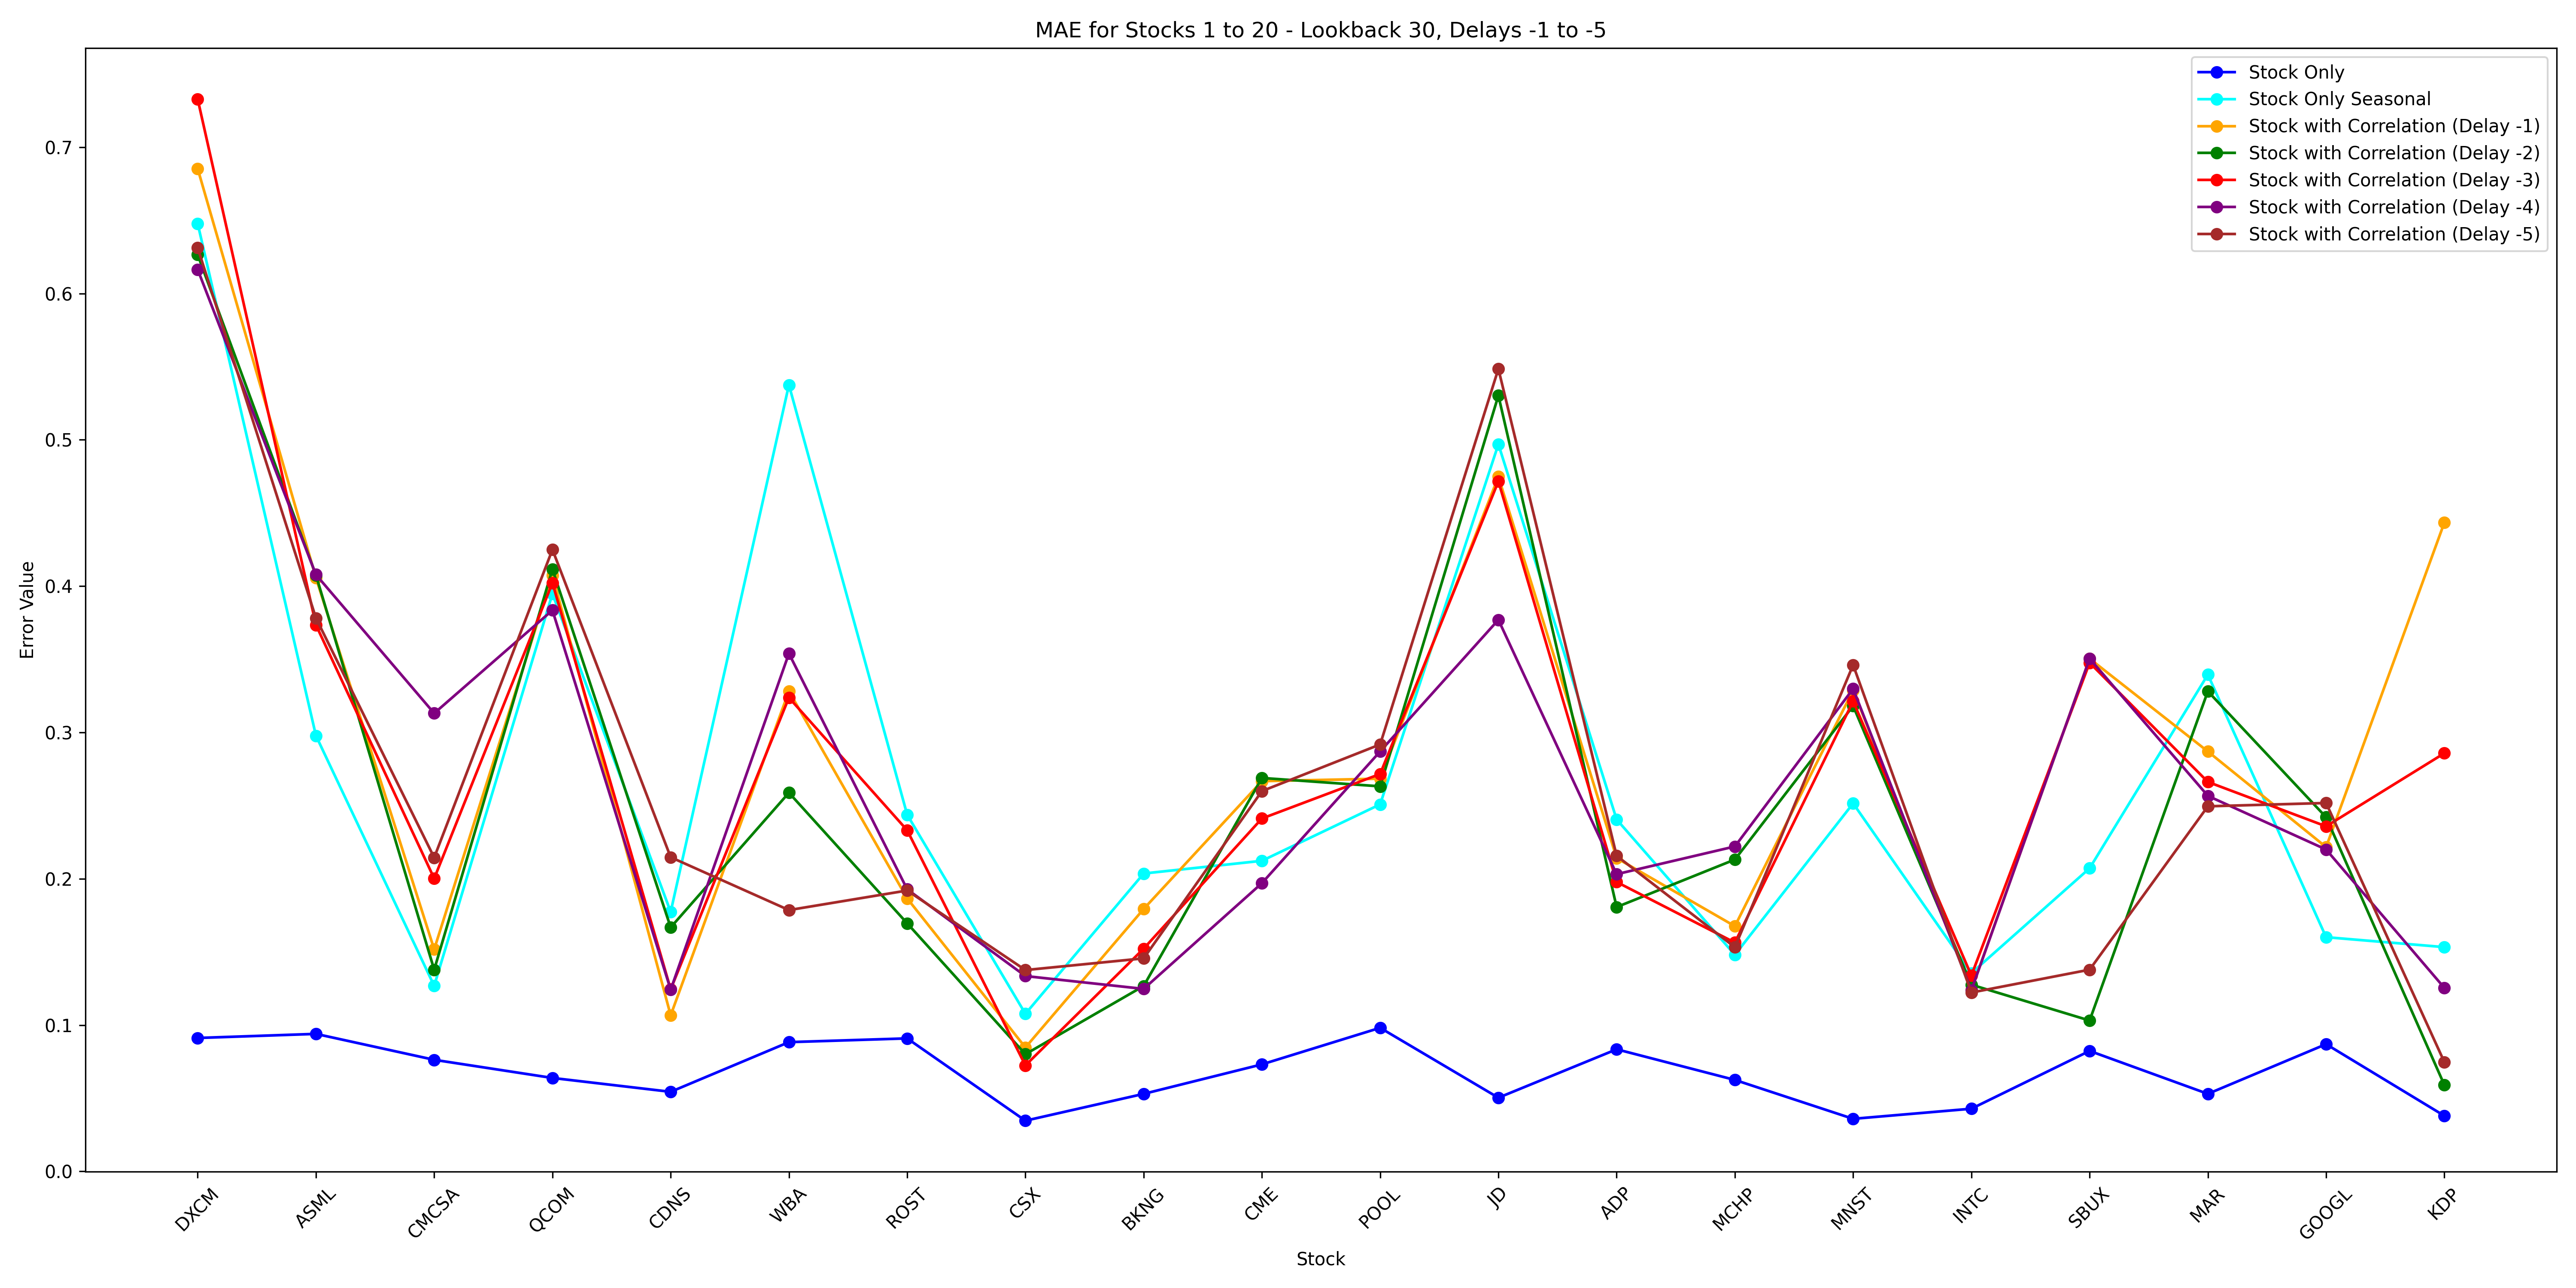 MAE for Stocks 1 to 20 - Lookback 30, Delays -1 to -5
Stock Only
Stock Only Seasonal
Stock with Correlation (Delay -1)
Stock with Correlation (Delay -2)
Stock with Correlation (Delay -3)
Stock with Correlation (Delay -4)
Stock with Correlation (Delay -5)
Error Value
0.7
0.6
0.5
0.4
0.3
0.2
0.1
0.0
DXCM
ASML
CMCSA
QCOM
CDNS
WBA
ROST
CSX
BKNG
CME
POOL
JD
ADP
MCHP
MNST
INTC
SBUX
MAR
GOOGL
KDP
Stock